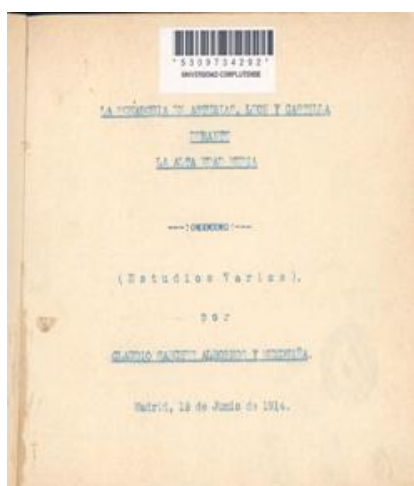 *5309734292*
UNIVERSIDAD COMPLUTENSE
LA MONARQUIA EN ASTURIAS, LEON Y CASTILLA
DURANTE
LA ALTA EDAD MEDIA
(Estudios Varios).
por
CLAUDIO SANCHEZ ALBORNOZ Y MENDUIÑA.
Madrid, 18 de Junio de 1914.